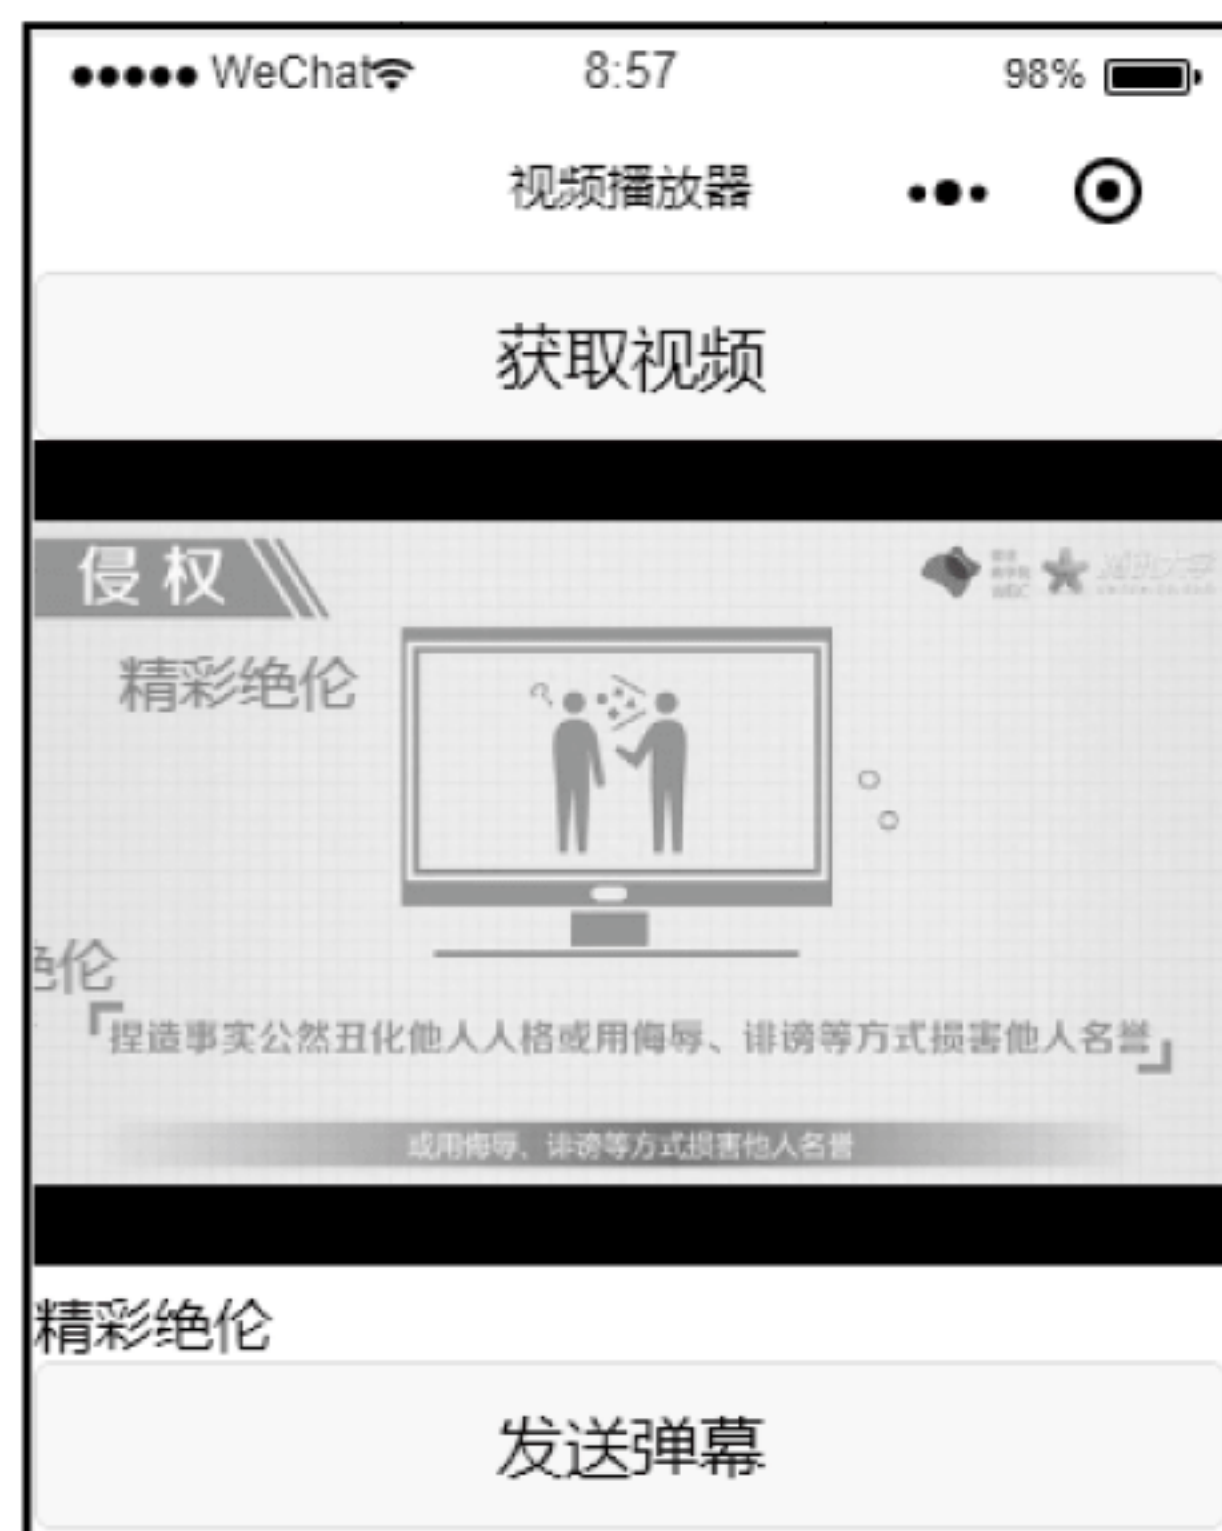 WeChat 8:57 98%
视频播放器
获取视频
侵权
精彩绝伦
绝伦
「捏造事实公然丑化他人人格或用侮辱、诽谤等方式损害他人名誉」
或用侮辱、诽谤等方式损害他人名誉
精彩绝伦
发送弹幕